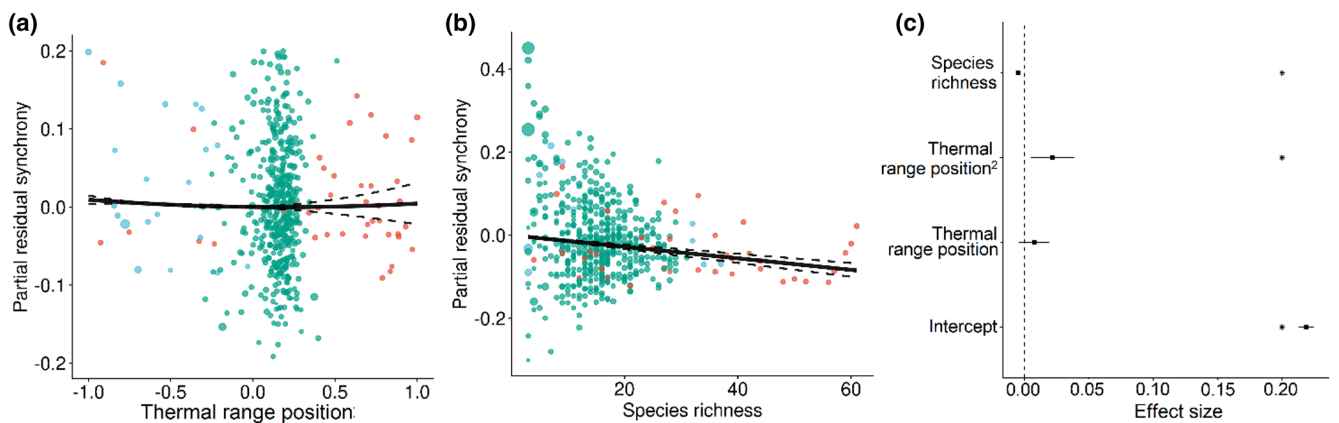 (a)
0.2
0.1
0.0
-0.1
0.2
Partial residual synchrony
-1.0 -0.5 0.0 0.5 1.0
Thermal range position:
(b)
0.4
0.2
0.0
-0.2
Partial residual synchrony
20 40 60
Species richness
(c)
Species
richness
*
Thermal
range position²
*
Thermal
range position
Intercept
*
0.00 0.05 0.10 0.15 0.20
Effect size